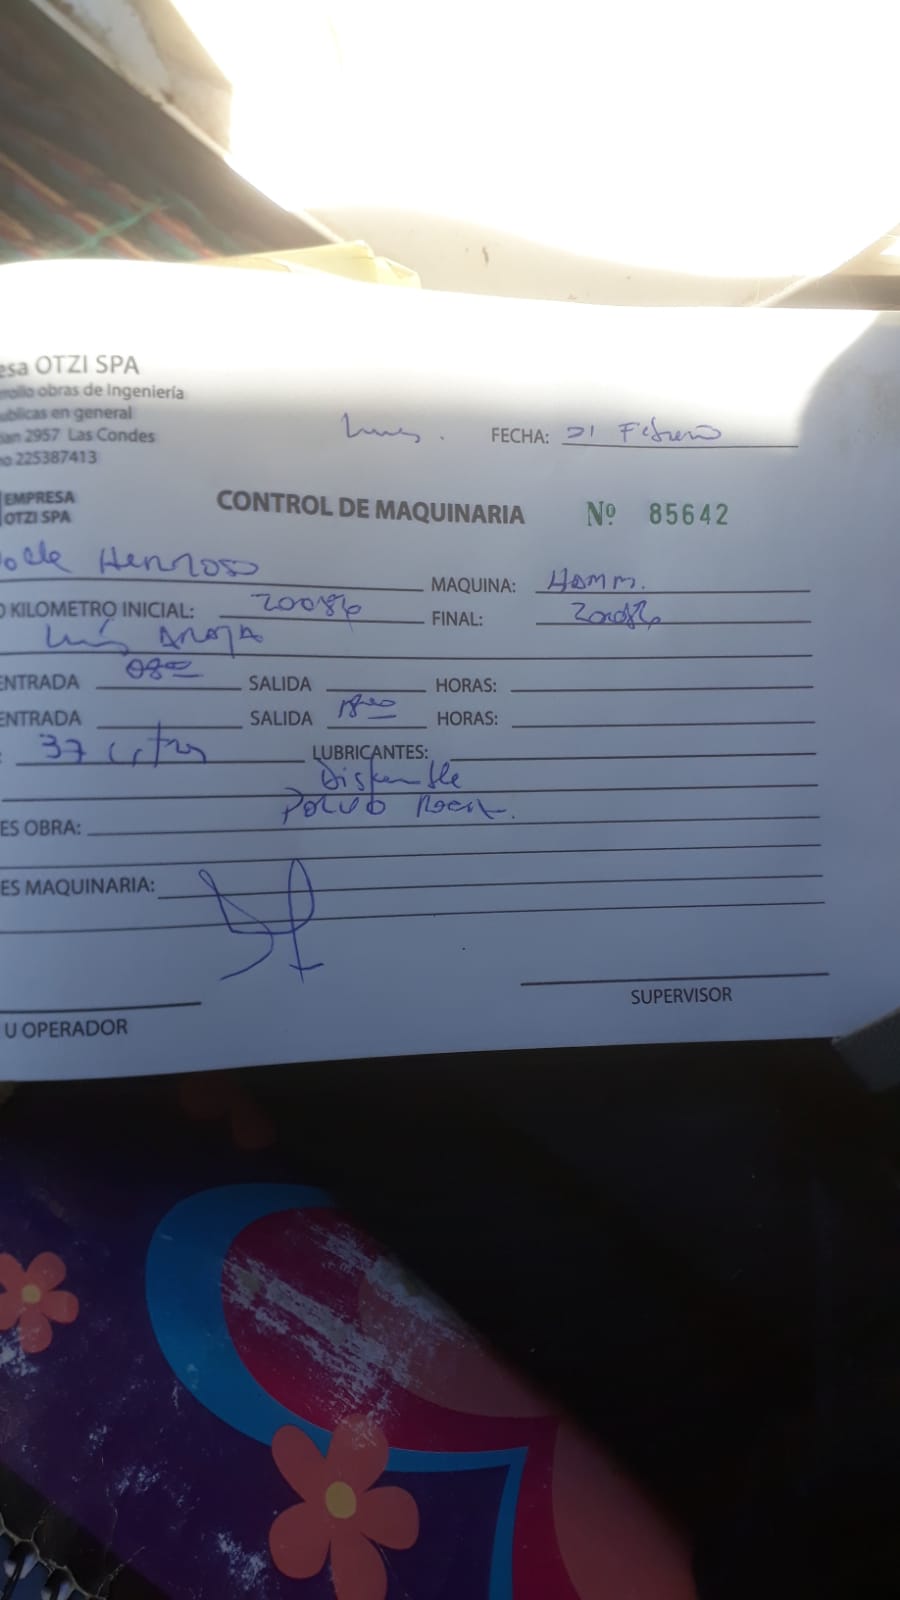 esa OTZI SPA
rrollo obras de Ingeniería
ublicas en general
ian 2957 Las Condes
no 225387413
Lunes. FECHA: 21 Febrero
EMPRESA
OTZI SPA
CONTROL DE MAQUINARIA Nº 85642
Valle Hermoso
MAQUINA: Hamm.
O KILOMETRO INICIAL: 20086 FINAL: 20086
Luis Araya
ENTRADA 08 00 SALIDA HORAS:
ENTRADA SALIDA 18 00 HORAS:
: 37 Litros LUBRICANTES:
Disponible
Polvo Roca.
ES OBRA:
ES MAQUINARIA:
U OPERADOR
SUPERVISOR